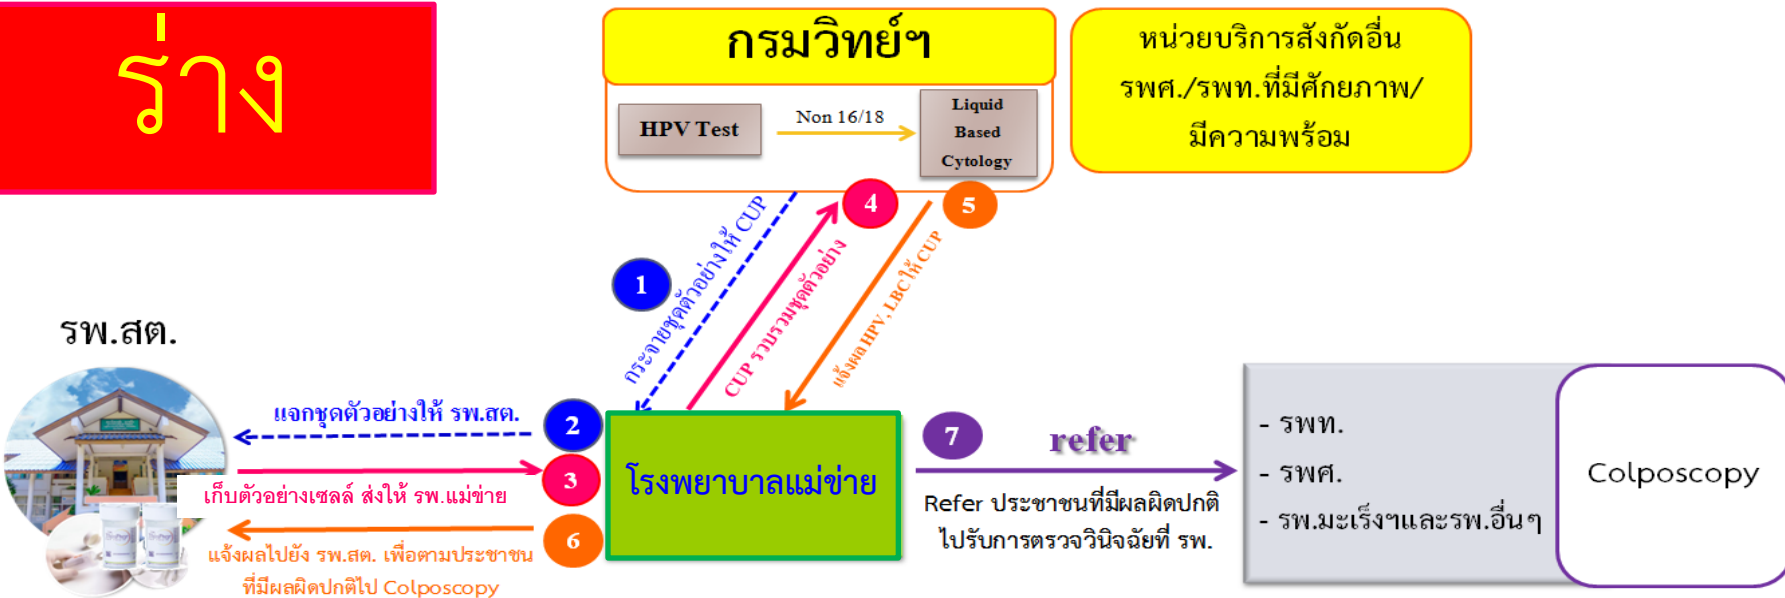 ร่าง
กรมวิทย์ฯ
HPV Test
Non 16/18
Liquid
Based
Cytology
หน่วยบริการสังกัดอื่น
รพศ./รพท.ที่มีศักยภาพ/
มีความพร้อม
1
กระจายชุดตัวอย่างให้ CUP
4
CUP รวบรวมชุดตัวอย่าง
5
แจ้งผล HPV, LBC ให้ CUP
รพ.สต.
แจกชุดตัวอย่างให้ รพ.สต.
2
เก็บตัวอย่างเซลล์ ส่งให้ รพ.แม่ข่าย
3
แจ้งผลไปยัง รพ.สต. เพื่อตามประชาชน
ที่มีผลผิดปกติไป Colposcopy
6
โรงพยาบาลแม่ข่าย
7
refer
Refer ประชาชนที่มีผลผิดปกติ
ไปรับการตรวจวินิจฉัยที่ รพ.
- รพท.
- รพศ.
- รพ.มะเร็งฯและรพ.อื่นๆ
Colposcopy